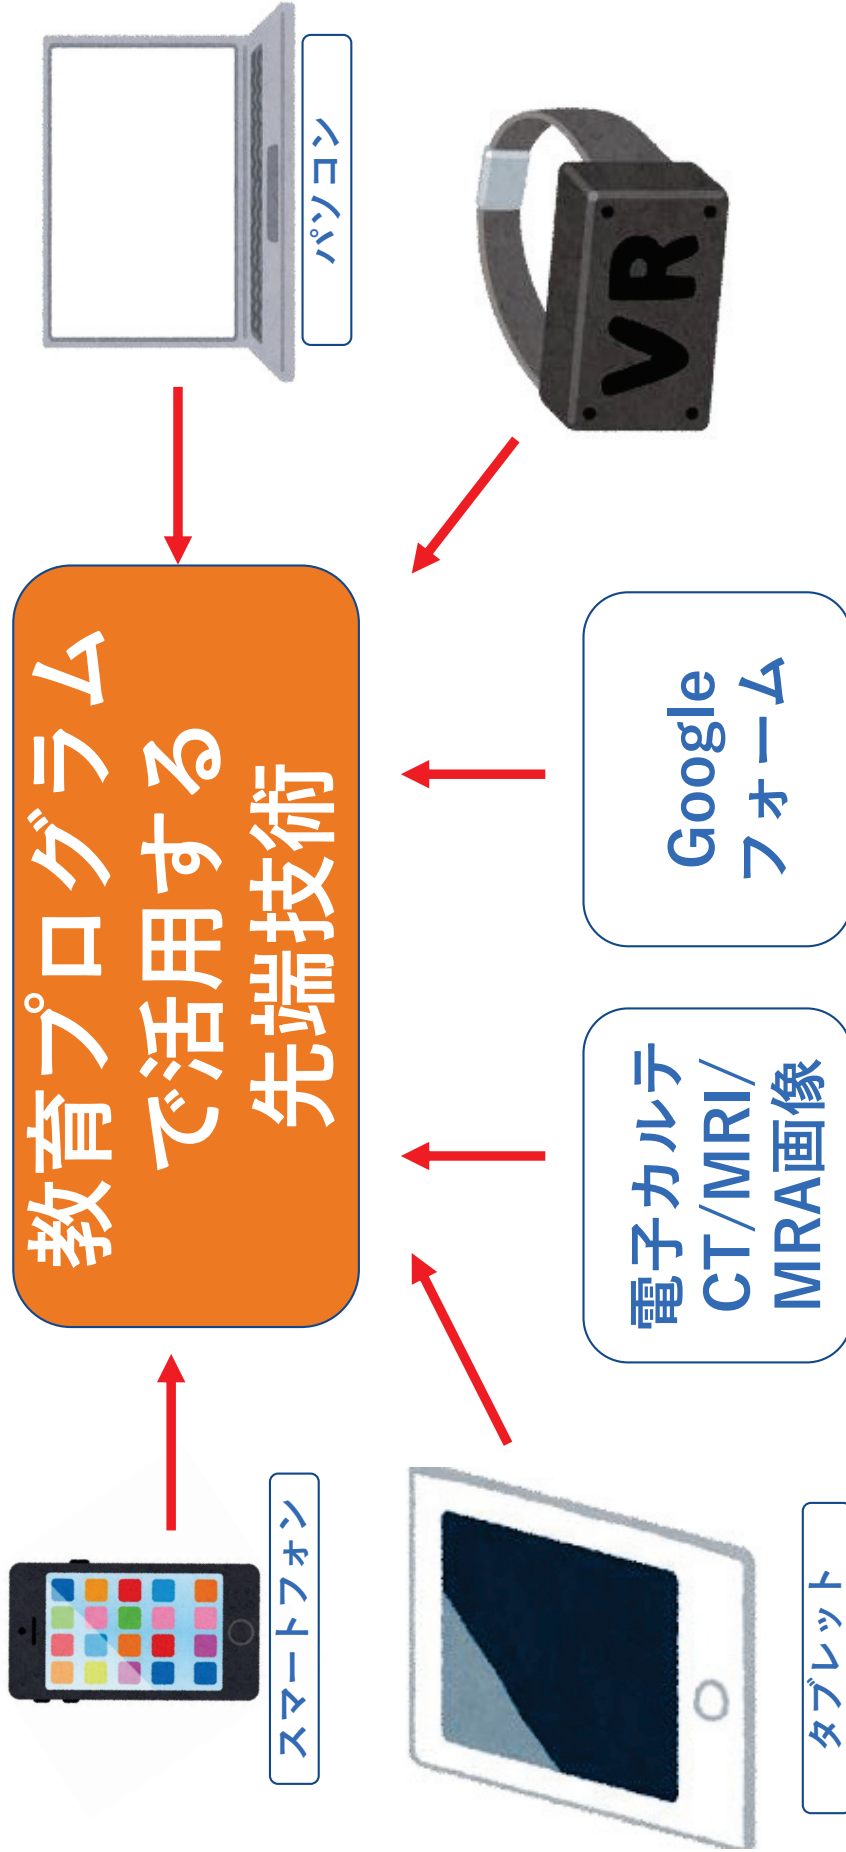 教育プログラム
で活用する
先端技術
スマートフォン
パソコン
タブレット
電子カルテ
CT/MRI/
MRA画像
Google
フォーム
VR